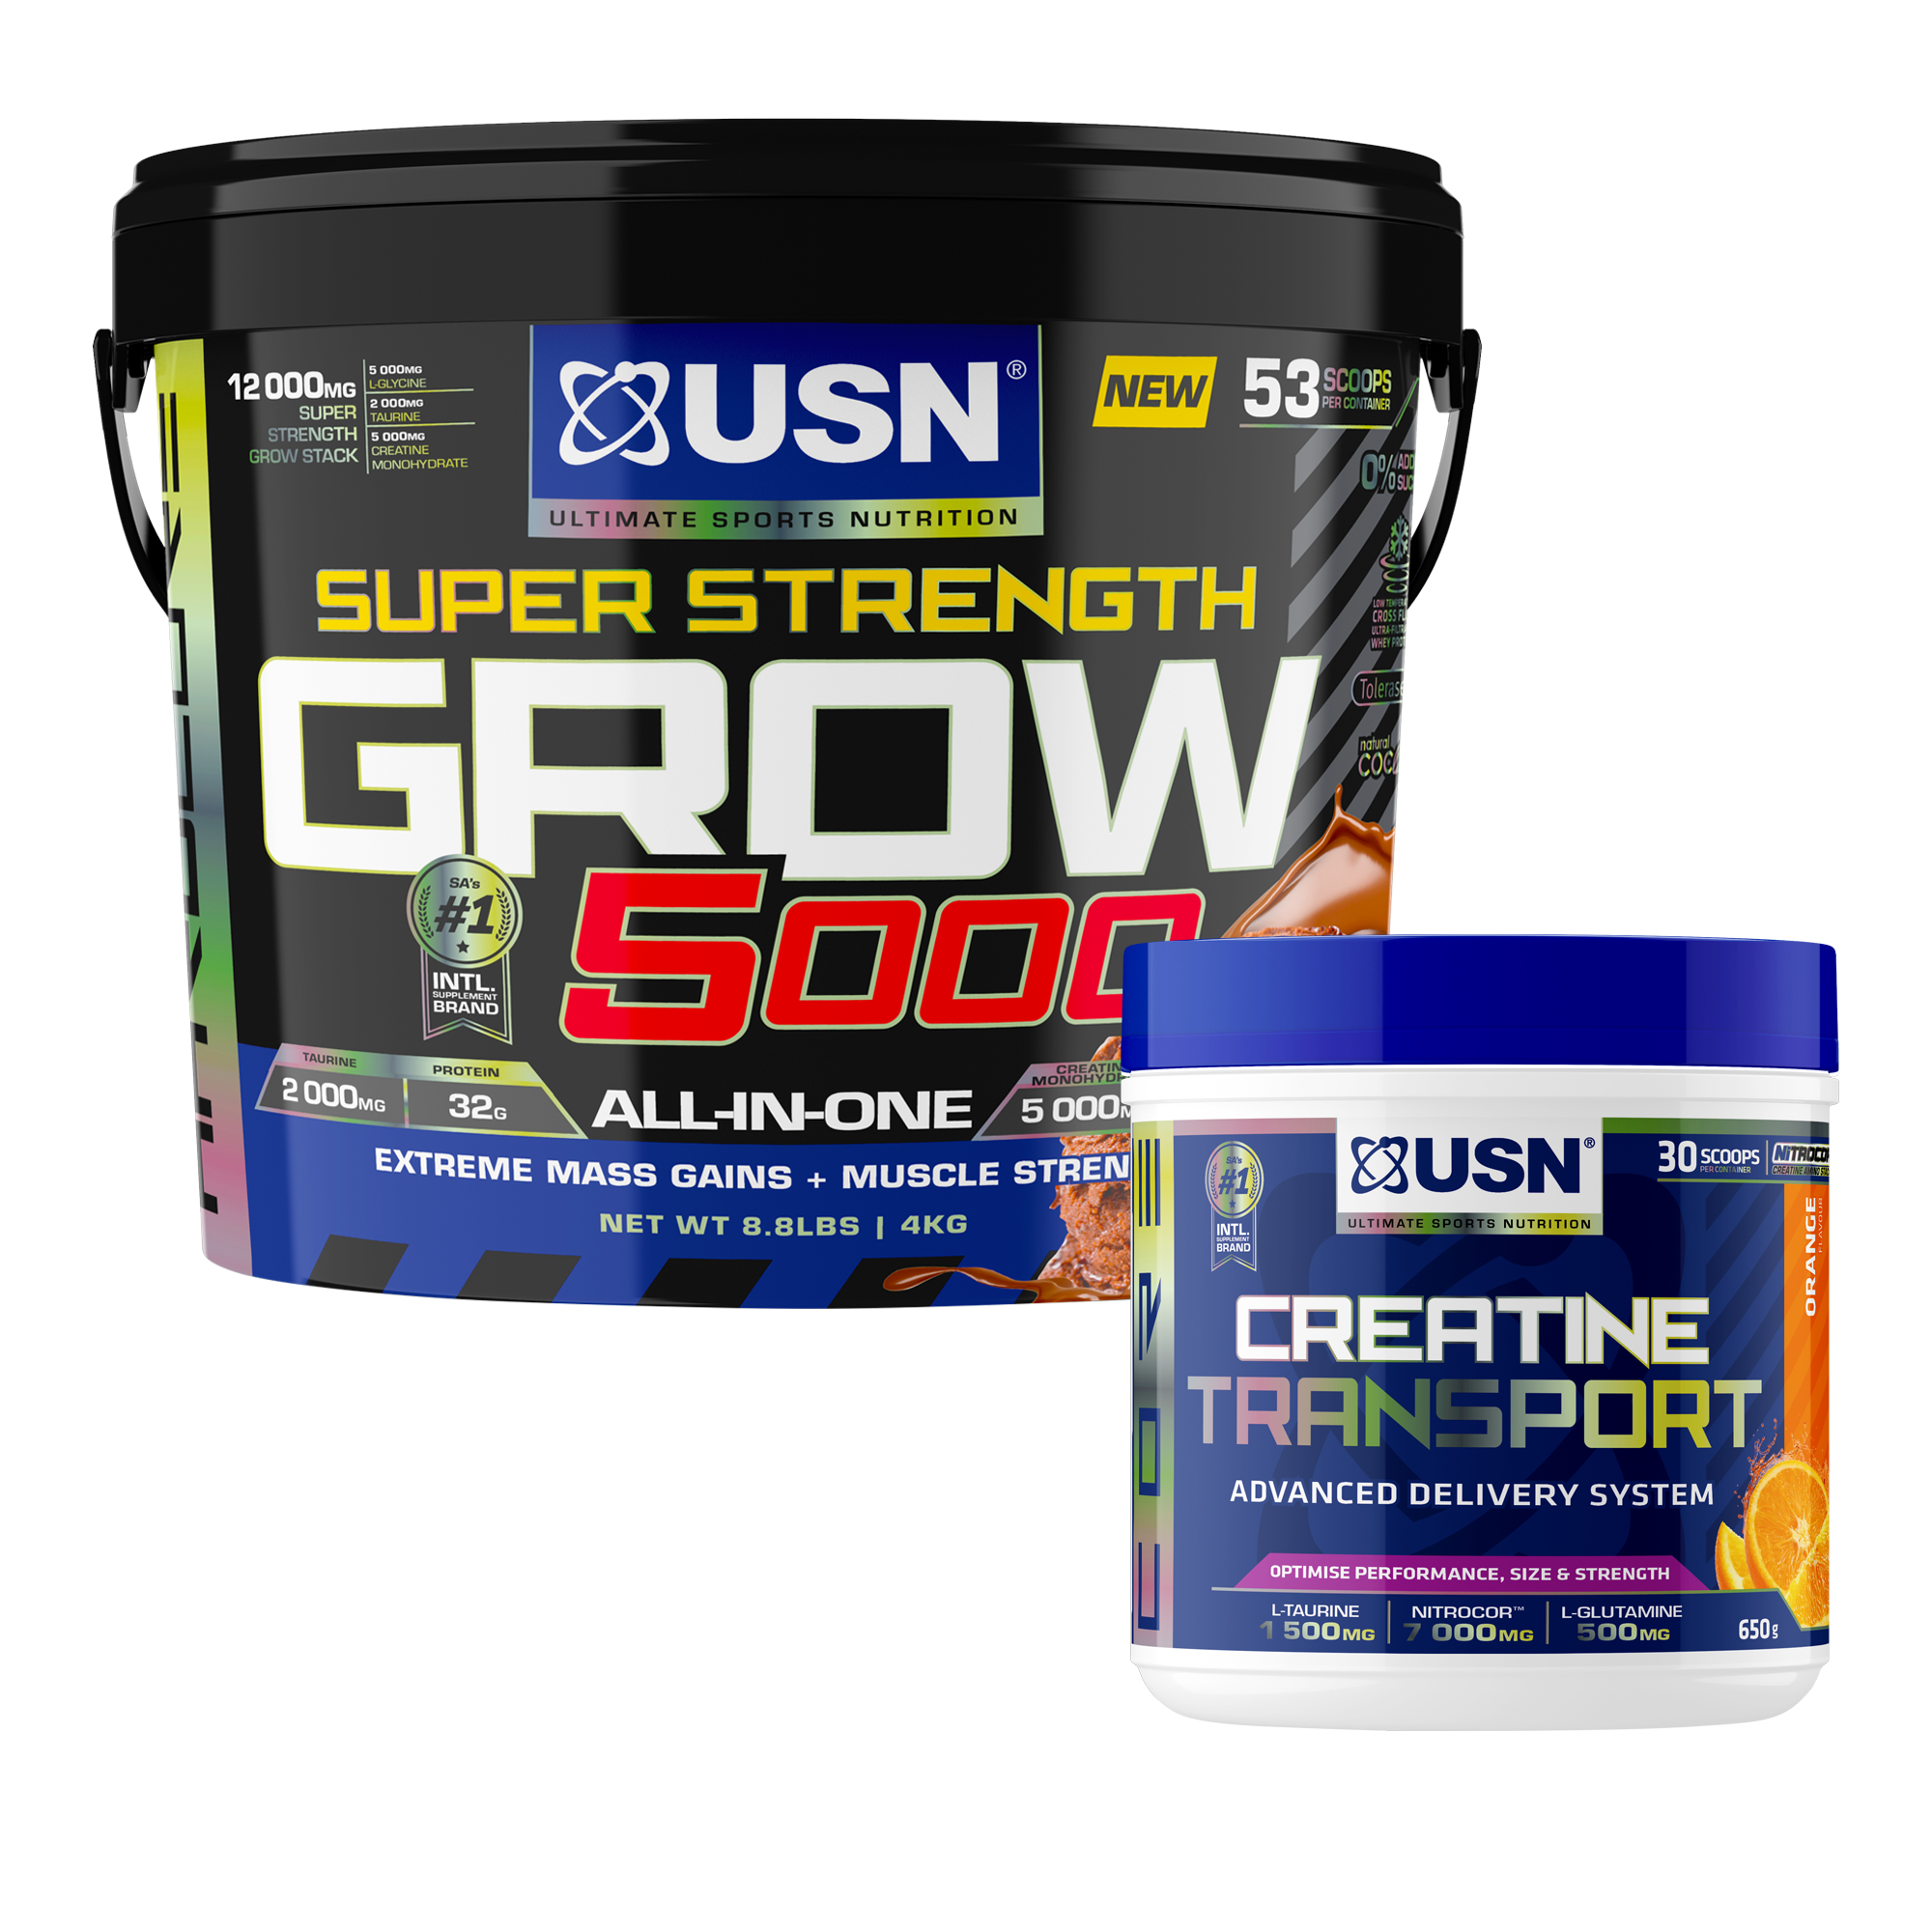 12 000MG
SUPER
STRENGTH
GROW STACK
5 000MG
L-GLYCINE
2 000MG
TAURINE
5 000MG
CREATINE
MONOHYDRATE
USN®
ULTIMATE SPORTS NUTRITION
NEW
53 SCOOPS
PER CONTAINER
0%
natural
Toleras
SUPER STRENGTH
GROW
5000
SA's
#1
INTL.
SUPPLEMENT
BRAND
TAURINE
2 000MG
PROTEIN
32G
ALL-IN-ONE
5 000
EXTREME MASS GAINS + MUSCLE STREN
NET WT 8.8LBS | 4KG
SA's
#1
INTL.
SUPPLEMENT
BRAND
USN®
ULTIMATE SPORTS NUTRITION
30 SCOOPS
PER CONTAINER
ORANGE
FLAVOUR
CREATINE
TRANSPORT
ADVANCED DELIVERY SYSTEM
OPTIMISE PERFORMANCE, SIZE & STRENGTH
L-TAURINE
1 500MG
NITROCOR™
7 000MG
L-GLUTAMINE
500MG
650g